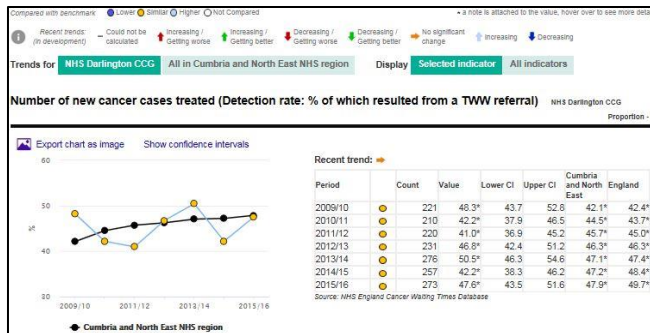 Compared with benchmark Lower Similar Higher Not Compared
* a note is attached to the value, hover over to see more deta
Recent trends: (in development)
– Could not be calculated
Increasing / Getting worse
Increasing / Getting better
Decreasing / Getting worse
Decreasing / Getting better
No significant change
Increasing
Decreasing
Trends for NHS Darlington CCG All in Cumbria and North East NHS region Display Selected indicator All indicators
Number of new cancer cases treated (Detection rate: % of which resulted from a TWW referral) NHS Darlington CCG
Proportion -
Export chart as image Show confidence intervals
60
50
40
30
%
2009/10 2011/12 2013/14 2015/16
Cumbria and North East NHS region
Recent trend:
Period Count Value Lower CI Upper CI Cumbria and North East England
2009/10 221 48.3* 43.7 52.8 42.1* 42.4*
2010/11 210 42.2* 37.9 46.5 44.5* 43.7*
2011/12 220 41.0* 36.9 45.2 45.7* 45.0*
2012/13 231 46.8* 42.4 51.2 46.3* 46.3*
2013/14 276 50.5* 46.3 54.6 47.1* 47.4*
2014/15 257 42.2* 38.3 46.2 47.2* 48.4*
2015/16 273 47.6* 43.5 51.6 47.9* 49.7*
Source: NHS England Cancer Waiting Times Database